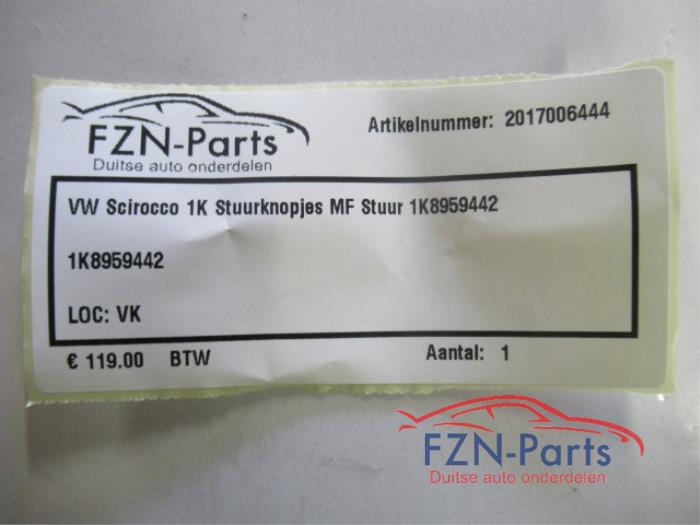 FZN-Parts
Duitse auto onderdelen
Artikelnummer: 2017006444
VW Scirocco 1K Stuurknopjes MF Stuur 1K8959442
1K8959442
LOC: VK
€ 119.00 BTW
Aantal: 1
FZN-Parts
Duitse auto onderdelen